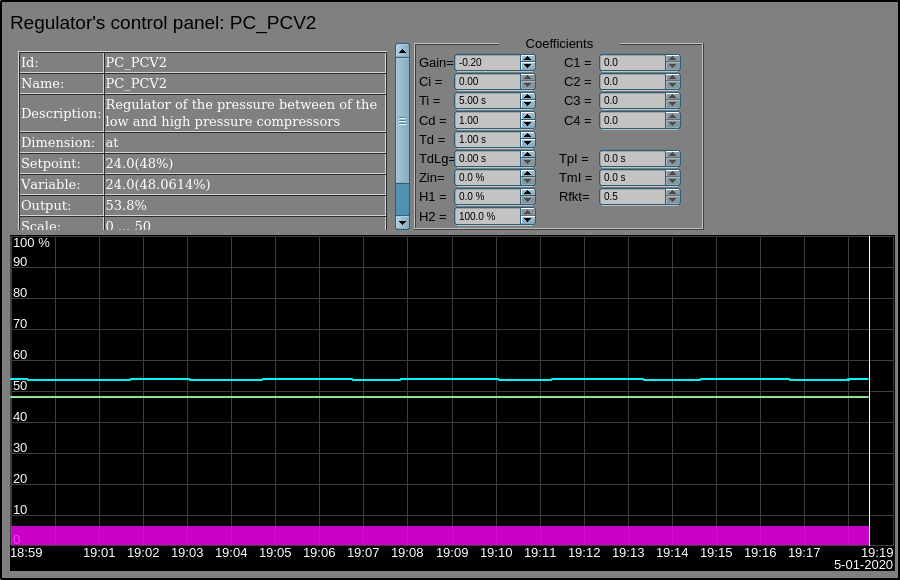 Regulator's control panel: PC_PCV2
Id: PC_PCV2
Name: PC_PCV2
Description: Regulator of the pressure between of the
low and high pressure compressors
Dimension: at
Setpoint: 24.0(48%)
Variable: 24.0(48.0614%)
Output: 53.8%
Scale: 0 ... 50
Coefficients
Gain= -0.20 C1 = 0.0
Ci = 0.00 C2 = 0.0
Ti = 5.00 s C3 = 0.0
Cd = 1.00 C4 = 0.0
Td = 1.00 s
TdLg= 0.00 s TpI = 0.0 s
Zin= 0.0 % TmI = 0.0 s
H1 = 0.0 % Rfkt= 0.5
H2 = 100.0 %
100 %
90
80
70
60
50
40
30
20
10
0
18:59 19:01 19:02 19:03 19:04 19:05 19:06 19:07 19:08 19:09 19:10 19:11 19:12 19:13 19:14 19:15 19:16 19:17 19:19
5-01-2020